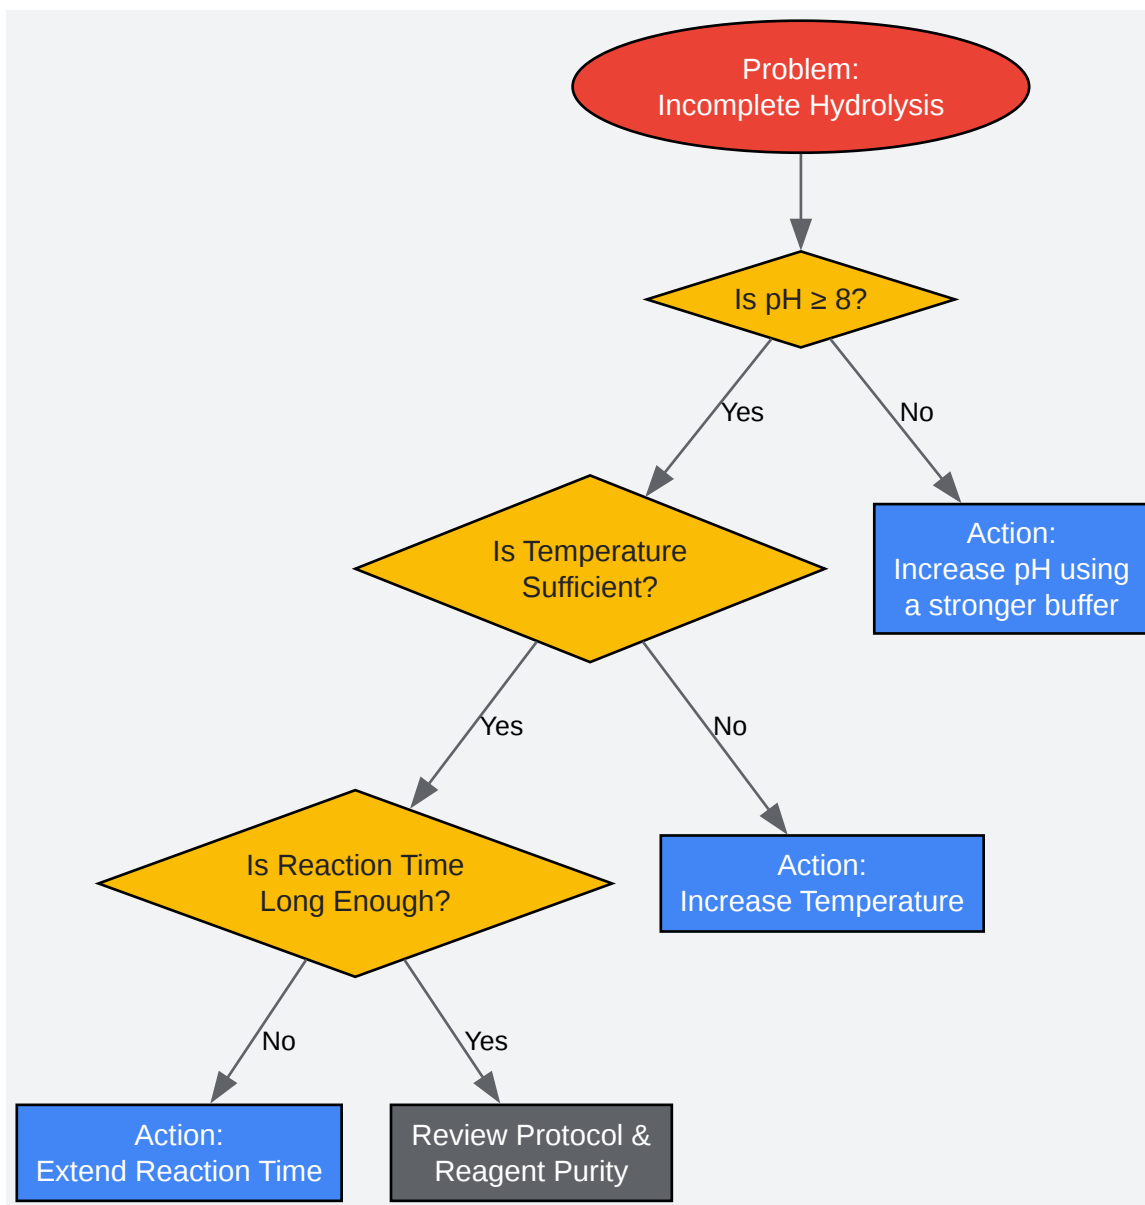 Problem:
Incomplete Hydrolysis
Is pH ≥ 8?
Yes
No
Is Temperature
Sufficient?
Action:
Increase pH using
a stronger buffer
Yes
No
Is Reaction Time
Long Enough?
Action:
Increase Temperature
No
Yes
Action:
Extend Reaction Time
Review Protocol &
Reagent Purity